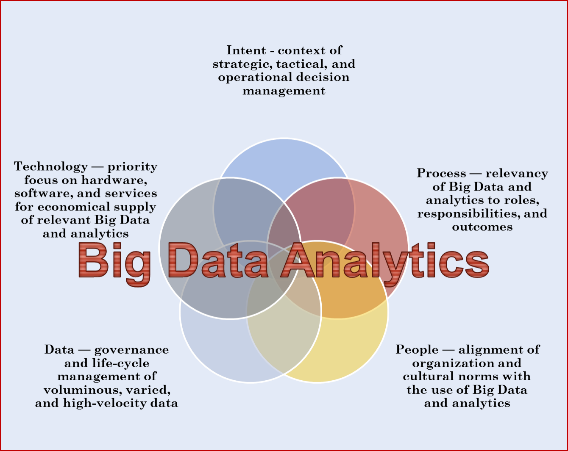 Intent - context of
strategic, tactical, and
operational decision
management
Technology — priority
focus on hardware,
software, and services
for economical supply
of relevant Big Data
and analytics
Process — relevancy
of Big Data and
analytics to roles,
responsibilities, and
outcomes
Big Data Analytics
Data — governance
and life-cycle
management of
voluminous, varied,
and high-velocity data
People — alignment of
organization and
cultural norms with
the use of Big Data
and analytics